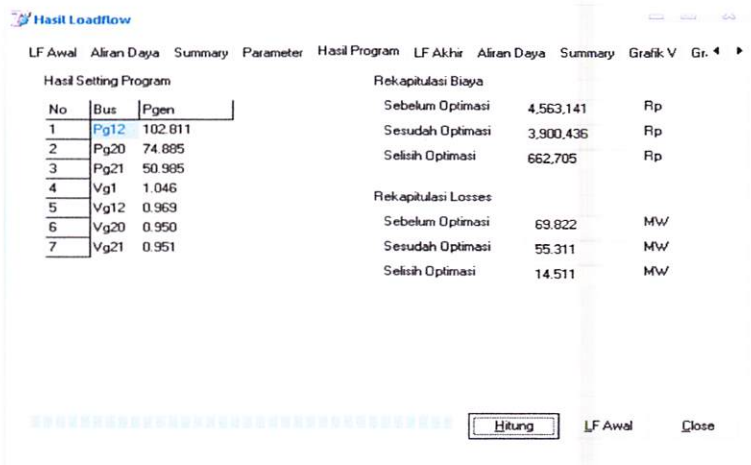 Hasil Loadflow
LF Awal Aliran Daya Summary Parameter Hasil Program LF Akhir Aliran Daya Summary Grafik V Gr.
Hasil Setting Program
No Bus Pgen
1 Pg12 102.811
2 Pg20 74.885
3 Pg21 50.985
4 Vg1 1.046
5 Vg12 0.969
6 Vg20 0.950
7 Vg21 0.951
Rekapitulasi Biaya
Sebelum Optimasi 4,563,141 Rp
Sesudah Optimasi 3,900,436 Rp
Selisih Optimasi 662,705 Rp
Rekapitulasi Losses
Sebelum Optimasi 69.822 MW
Sesudah Optimasi 55.311 MW
Selisih Optimasi 14.511 MW
Hitung LF Awal Close